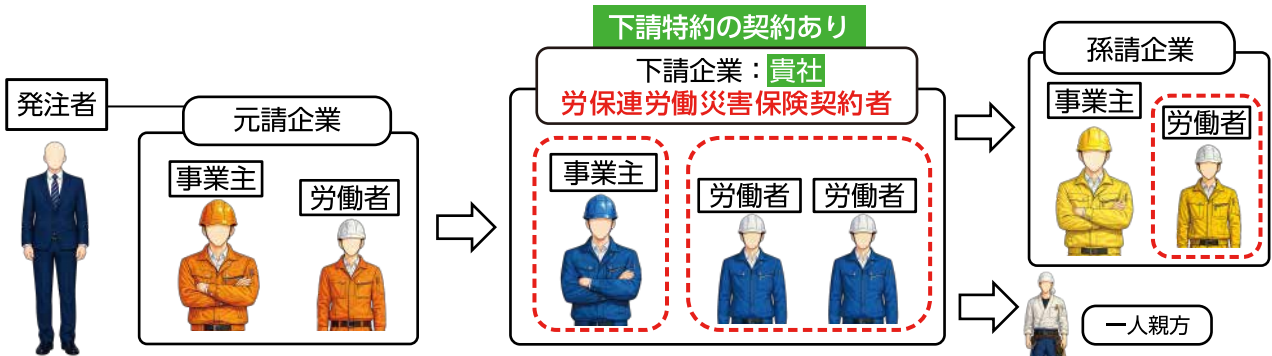 発注者
元請企業
事業主
労働者
下請特約の契約あり
下請企業：貴社
労保連労働災害保険契約者
事業主
労働者
労働者
孫請企業
事業主
労働者
一人親方